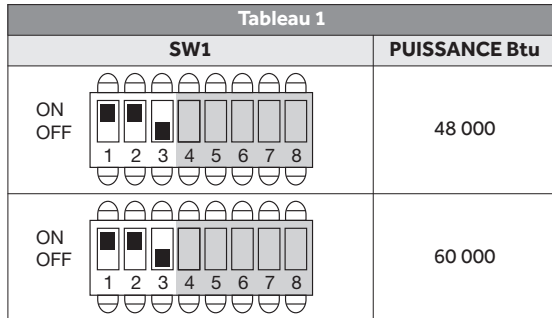 Tableau 1
SW1 PUISSANCE Btu
ON
OFF
1 2 3 4 5 6 7 8
48 000
ON
OFF
1 2 3 4 5 6 7 8
60 000